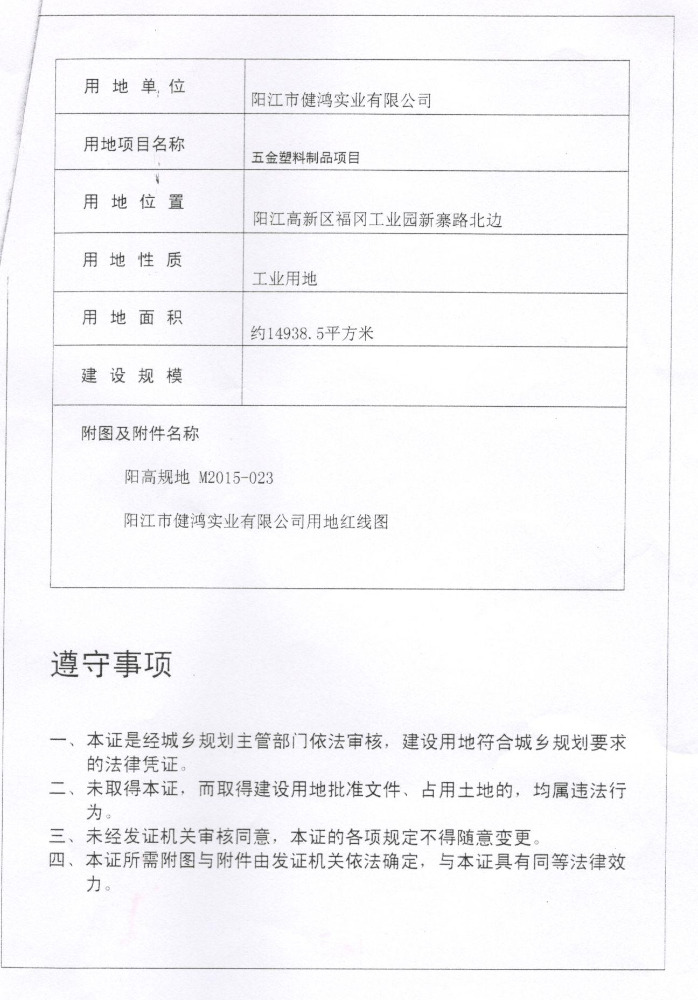 用地单位
阳江市健鸿实业有限公司
用地项目名称
五金塑料制品项目
用地位置
阳江高新区福冈工业园新寨路北边
用地性质
工业用地
用地面积
约14938.5平方米
建设规模
附图及附件名称
阳高规地 M2015-023
阳江市健鸿实业有限公司用地红线图
遵守事项
一、本证是经城乡规划主管部门依法审核，建设用地符合城乡规划要求
的法律凭证。
二、未取得本证，而取得建设用地批准文件、占用土地的，均属违法行
为。
三、未经发证机关审核同意，本证的各项规定不得随意变更。
四、本证所需附图与附件由发证机关依法确定，与本证具有同等法律效
力。